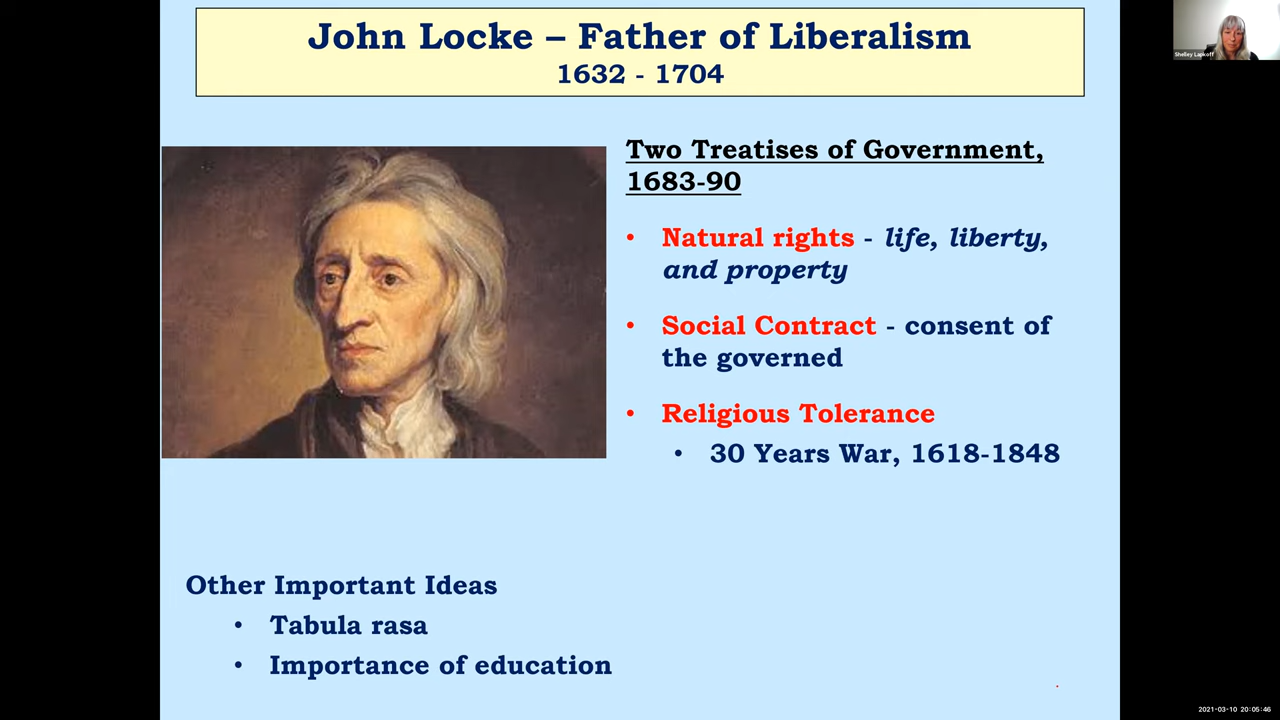 John Locke – Father of Liberalism
1632 - 1704
Shelley Lapkoff
Two Treatises of Government,
1683-90
• Natural rights - life, liberty,
and property
• Social Contract - consent of
the governed
• Religious Tolerance
• 30 Years War, 1618-1848
Other Important Ideas
• Tabula rasa
• Importance of education
2021-03-10 20:05:46